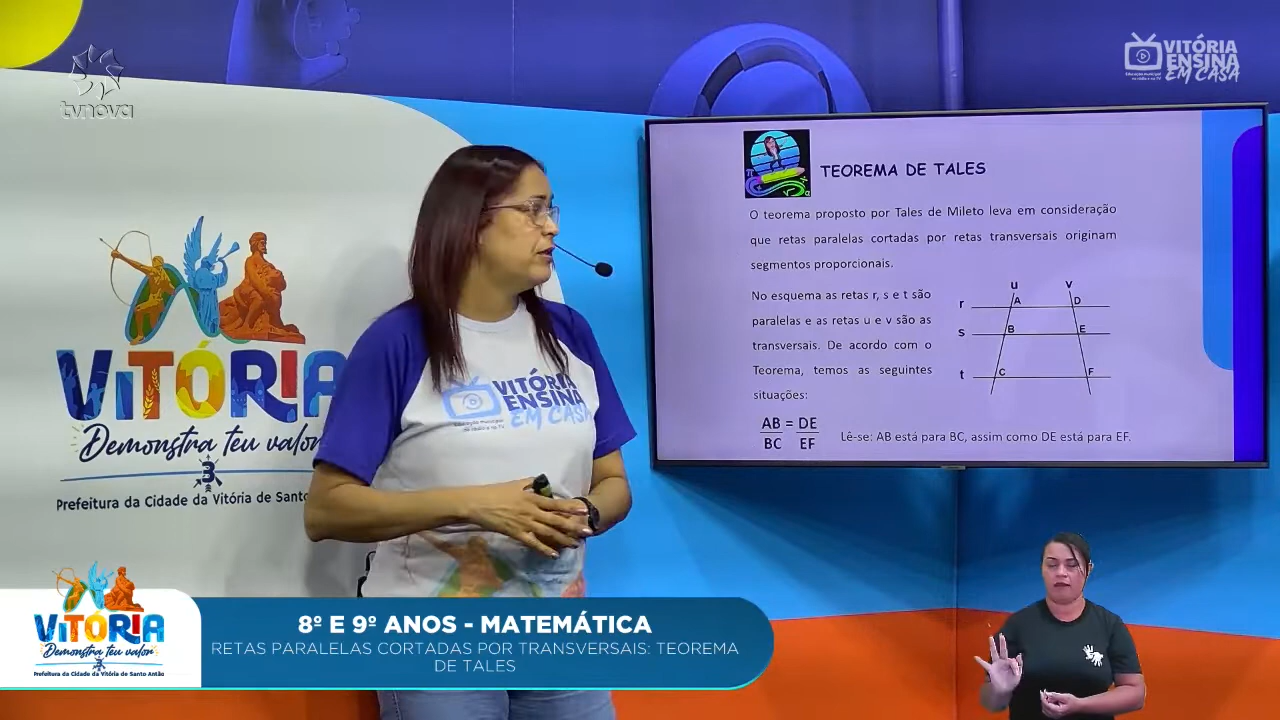 tvnova
VITÓRIA
ENSINA
EM CASA
TEOREMA DE TALES
O teorema proposto por Tales de Mileto leva em consideração
que retas paralelas cortadas por retas transversais originam
segmentos proporcionais.
No esquema as retas r, s e t são
paralelas e as retas u e v são as
transversais. De acordo com o
Teorema, temos as seguintes
situações:
u v
r A D
s B E
t C F
AB = DE
BC EF
Lê-se: AB está para BC, assim como DE está para EF.
VITÓRIA
Demonstra teu valor
3
Prefeitura da Cidade da Vitória de Santo
VITÓRIA
ENSINA
EM CASA
8º E 9º ANOS - MATEMÁTICA
RETAS PARALELAS CORTADAS POR TRANSVERSAIS: TEOREMA
DE TALES
VITÓRIA
Demonstra teu valor
3
Prefeitura da Cidade da Vitória de Santo Antão